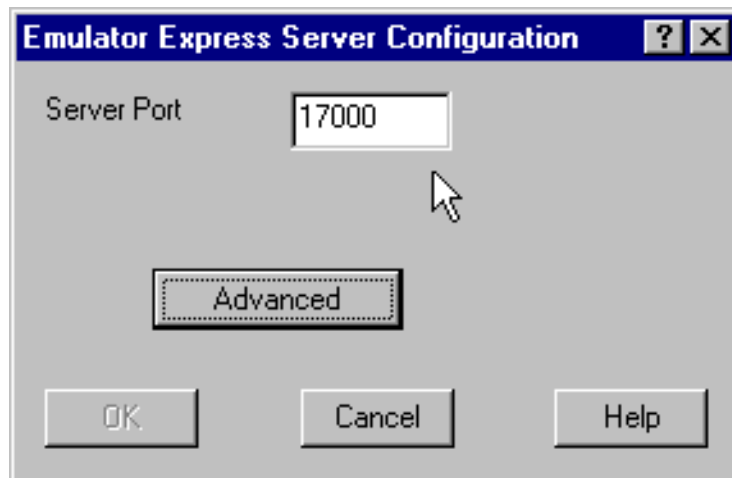 Emulator Express Server Configuration
Server Port 17000
Advanced
OK Cancel Help